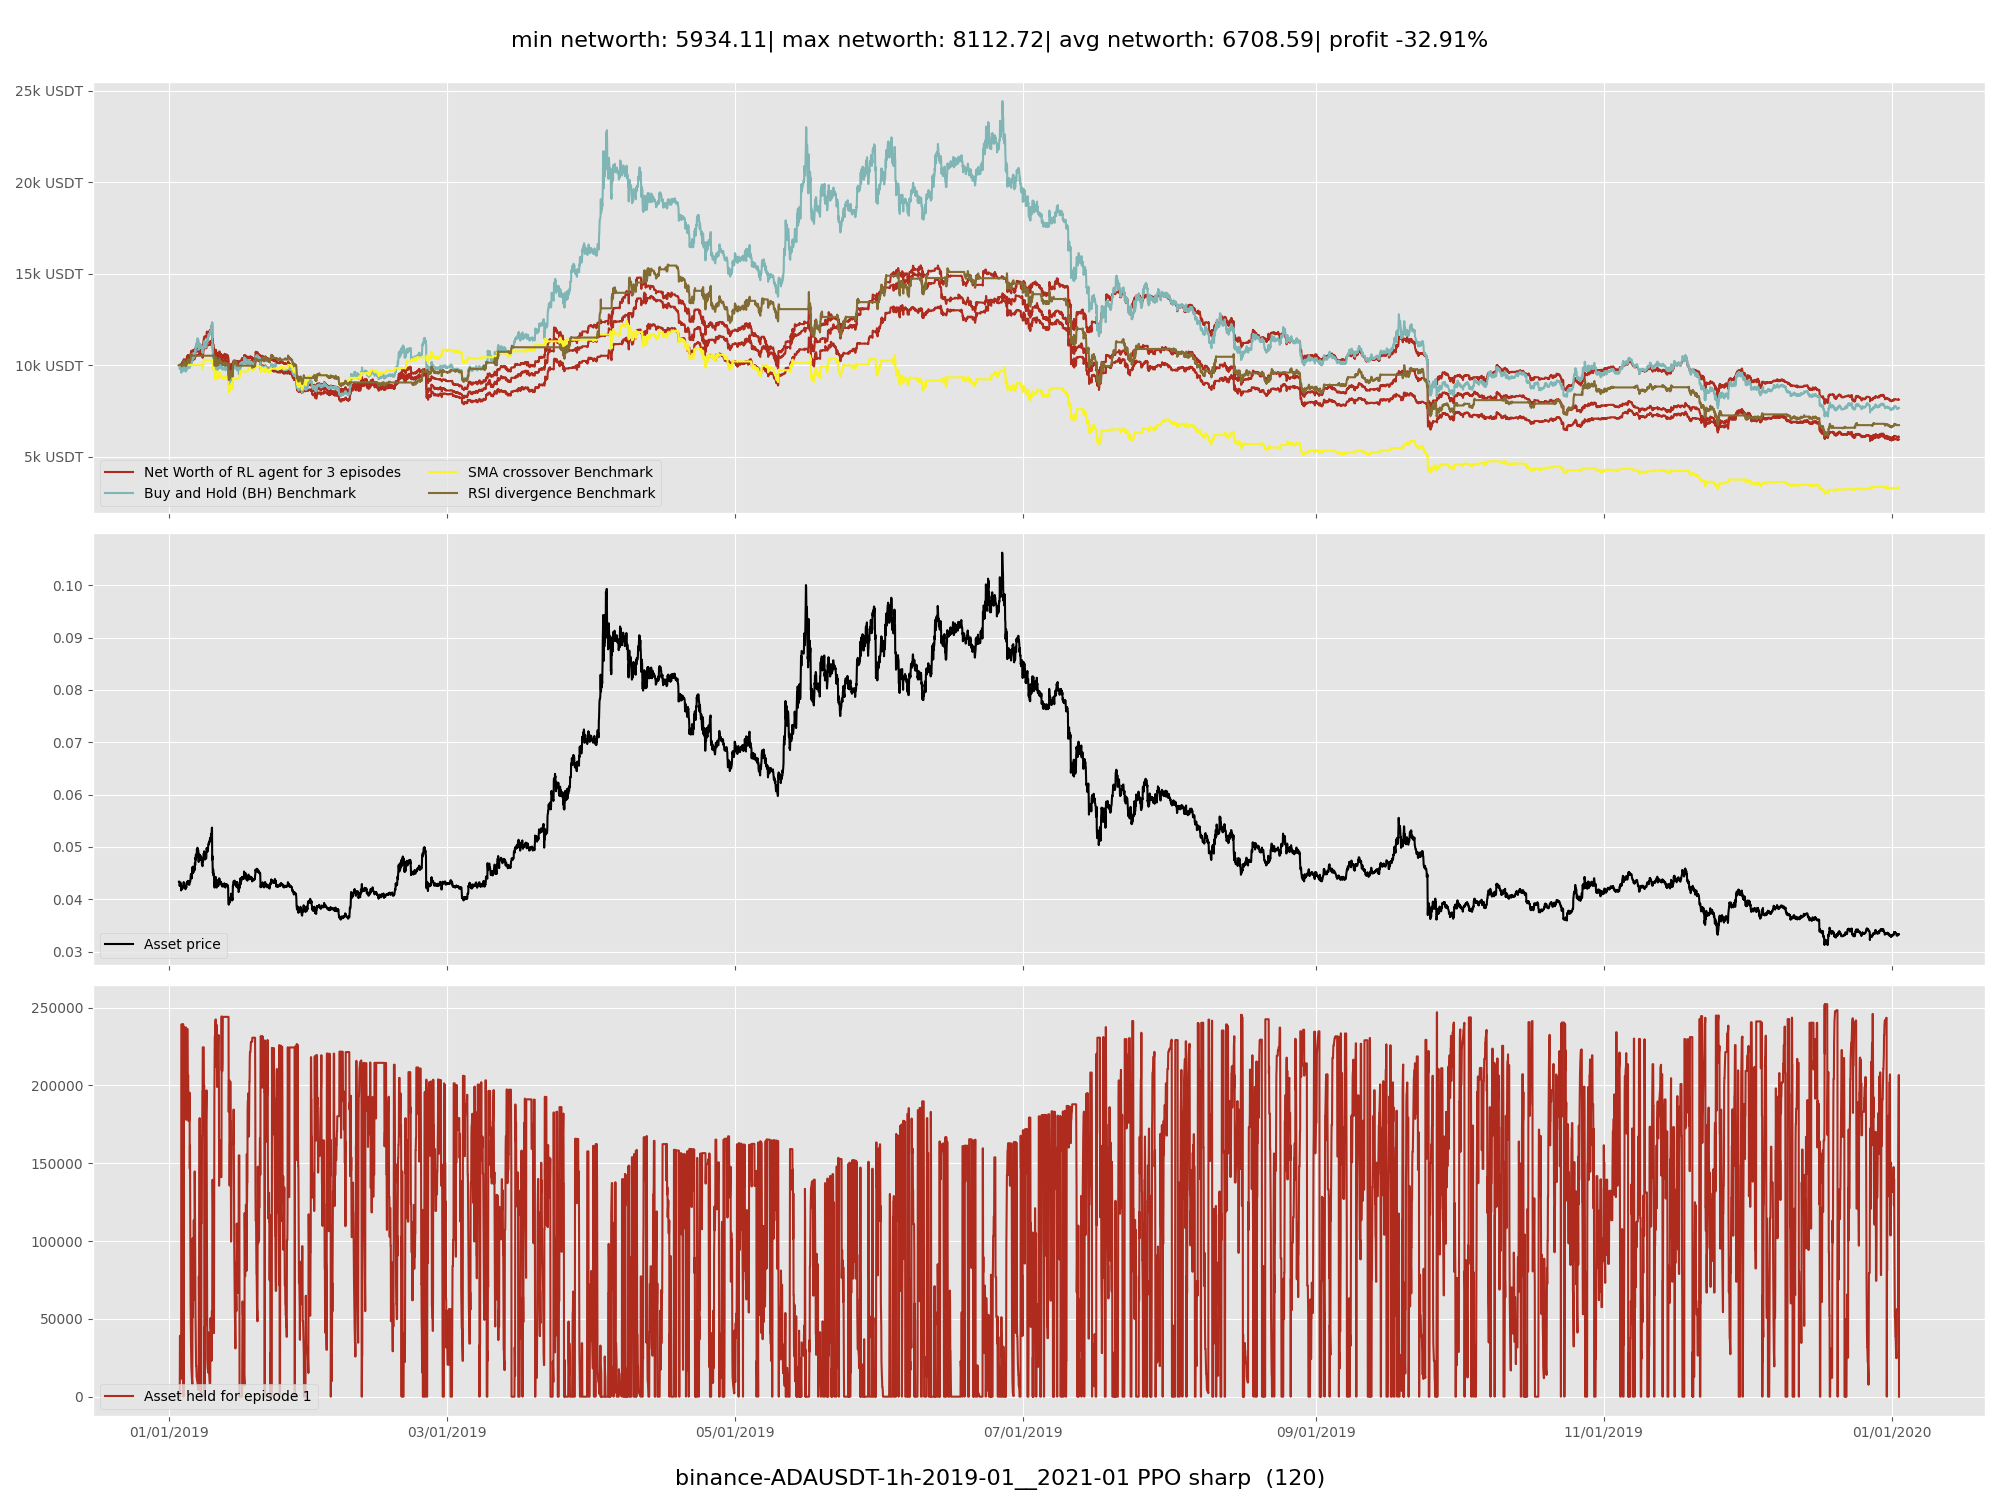 min networth: 5934.11| max networth: 8112.72| avg networth: 6708.59| profit -32.91%
25k USDT
20k USDT
15k USDT
10k USDT
5k USDT
Net Worth of RL agent for 3 episodes
Buy and Hold (BH) Benchmark
SMA crossover Benchmark
RSI divergence Benchmark
0.10
0.09
0.08
0.07
0.06
0.05
0.04
0.03
Asset price
250000
200000
150000
100000
50000
0
Asset held for episode 1
01/01/2019 03/01/2019 05/01/2019 07/01/2019 09/01/2019 11/01/2019 01/01/2020
binance-ADAUSDT-1h-2019-01__2021-01 PPO sharp (120)